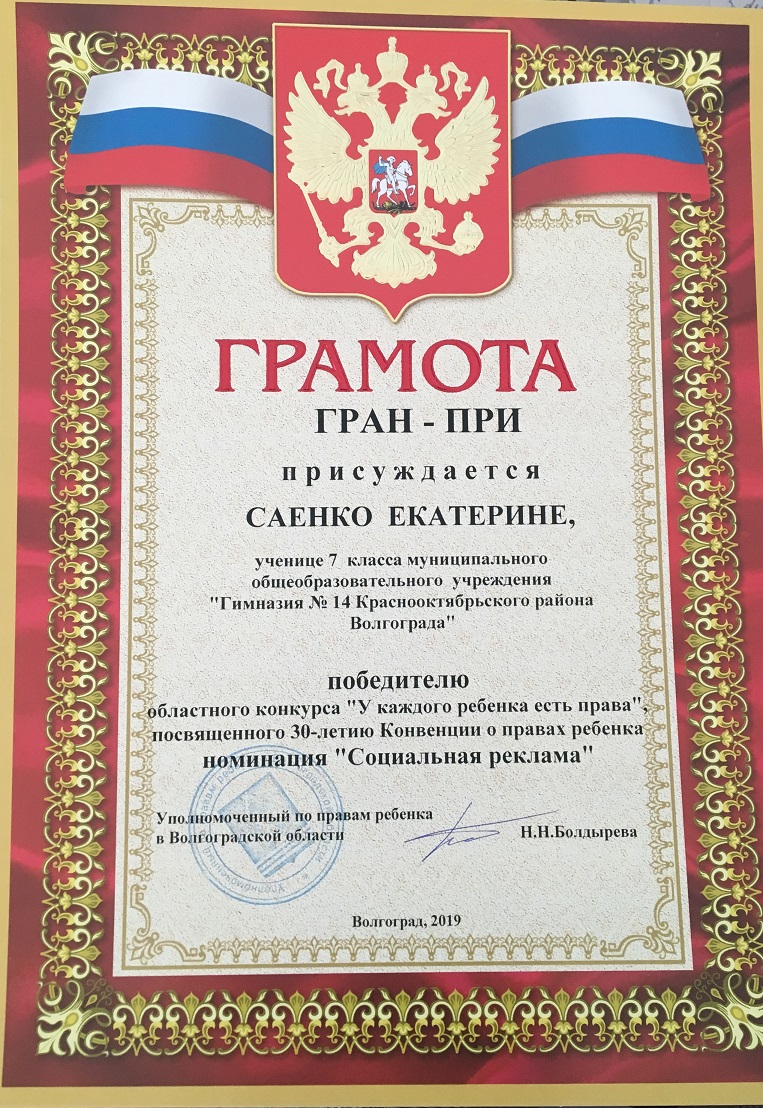 ГРАМОТА
ГРАН - ПРИ
присуждается
САЕНКО ЕКАТЕРИНЕ,
ученице 7 класса муниципального
общеобразовательного учреждения
"Гимназия № 14 Краснооктябрьского района
Волгограда"
победителю
областного конкурса "У каждого ребенка есть права",
посвященного 30-летию Конвенции о правах ребенка
номинация "Социальная реклама"
Уполномоченный по правам ребенка
в Волгоградской области
Н.Н.Болдырева
Волгоград, 2019